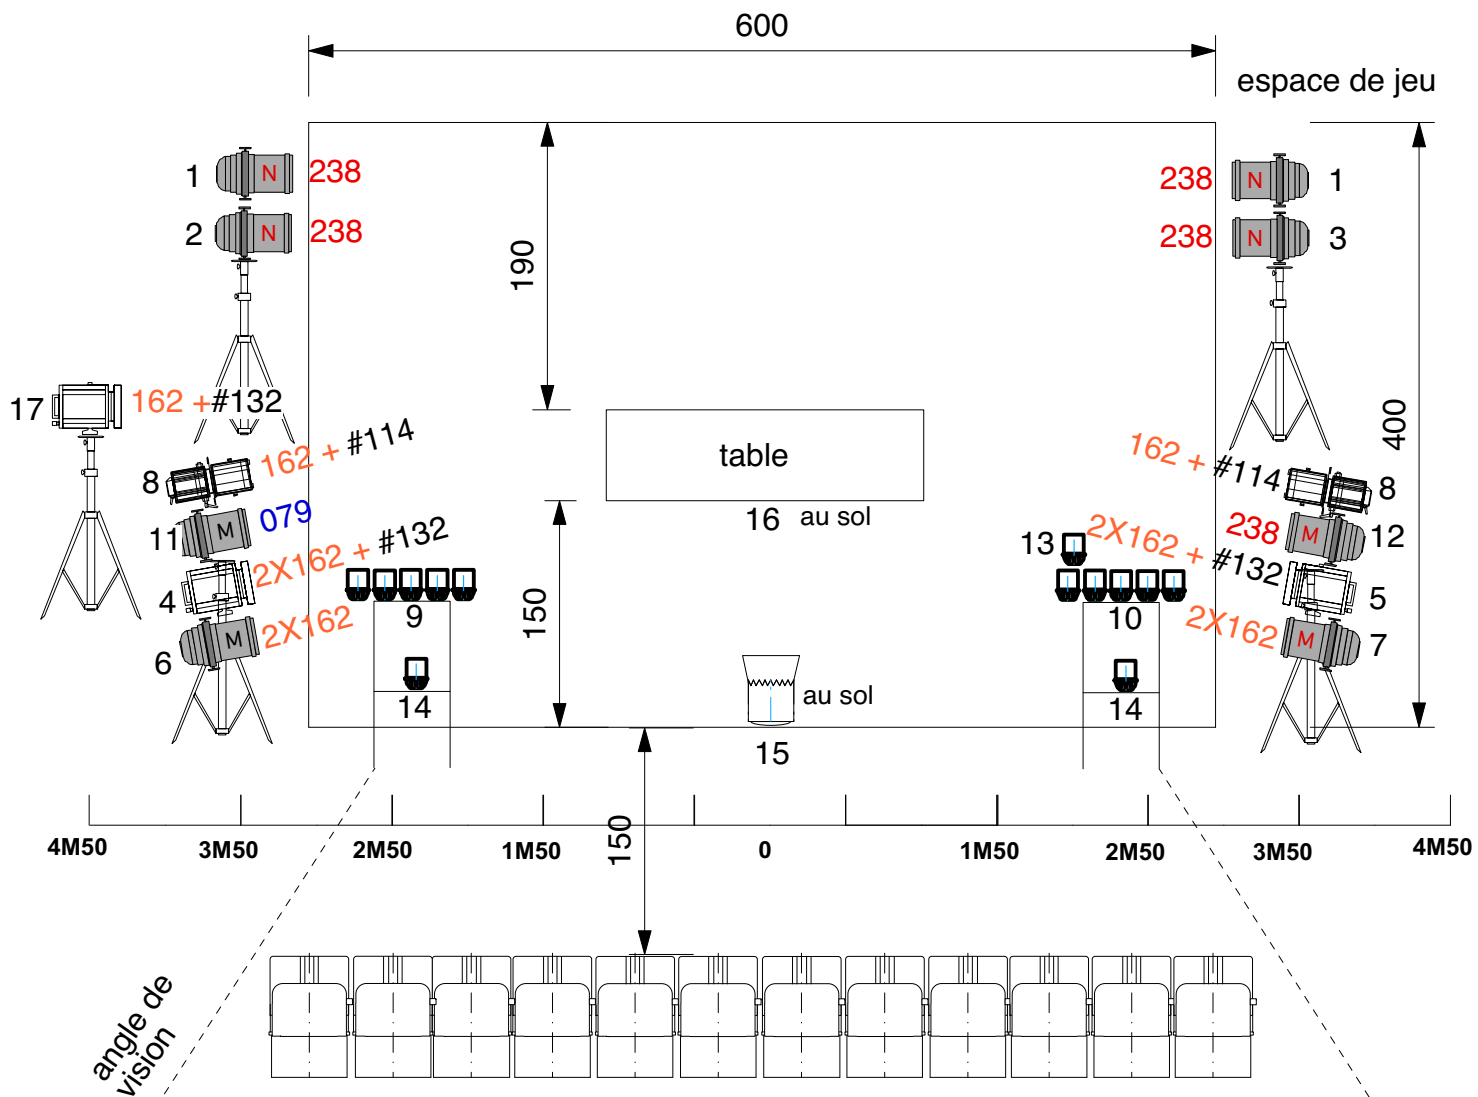 600
espace de jeu
1 N 238
238 N 1
2 N 238
238 N 3
190
400
17 162 +#132
8 162 + #114
table
162 + #114 8
11 M 079
16 au sol
238 M 12
4 2X162 + #132
13 2X162 + #132 5
9
150
10
6 M 2X162
2X162 M 7
14
au sol
14
15
150
4M50 3M50 2M50 1M50 0 1M50 2M50 3M50 4M50
angle de
vision